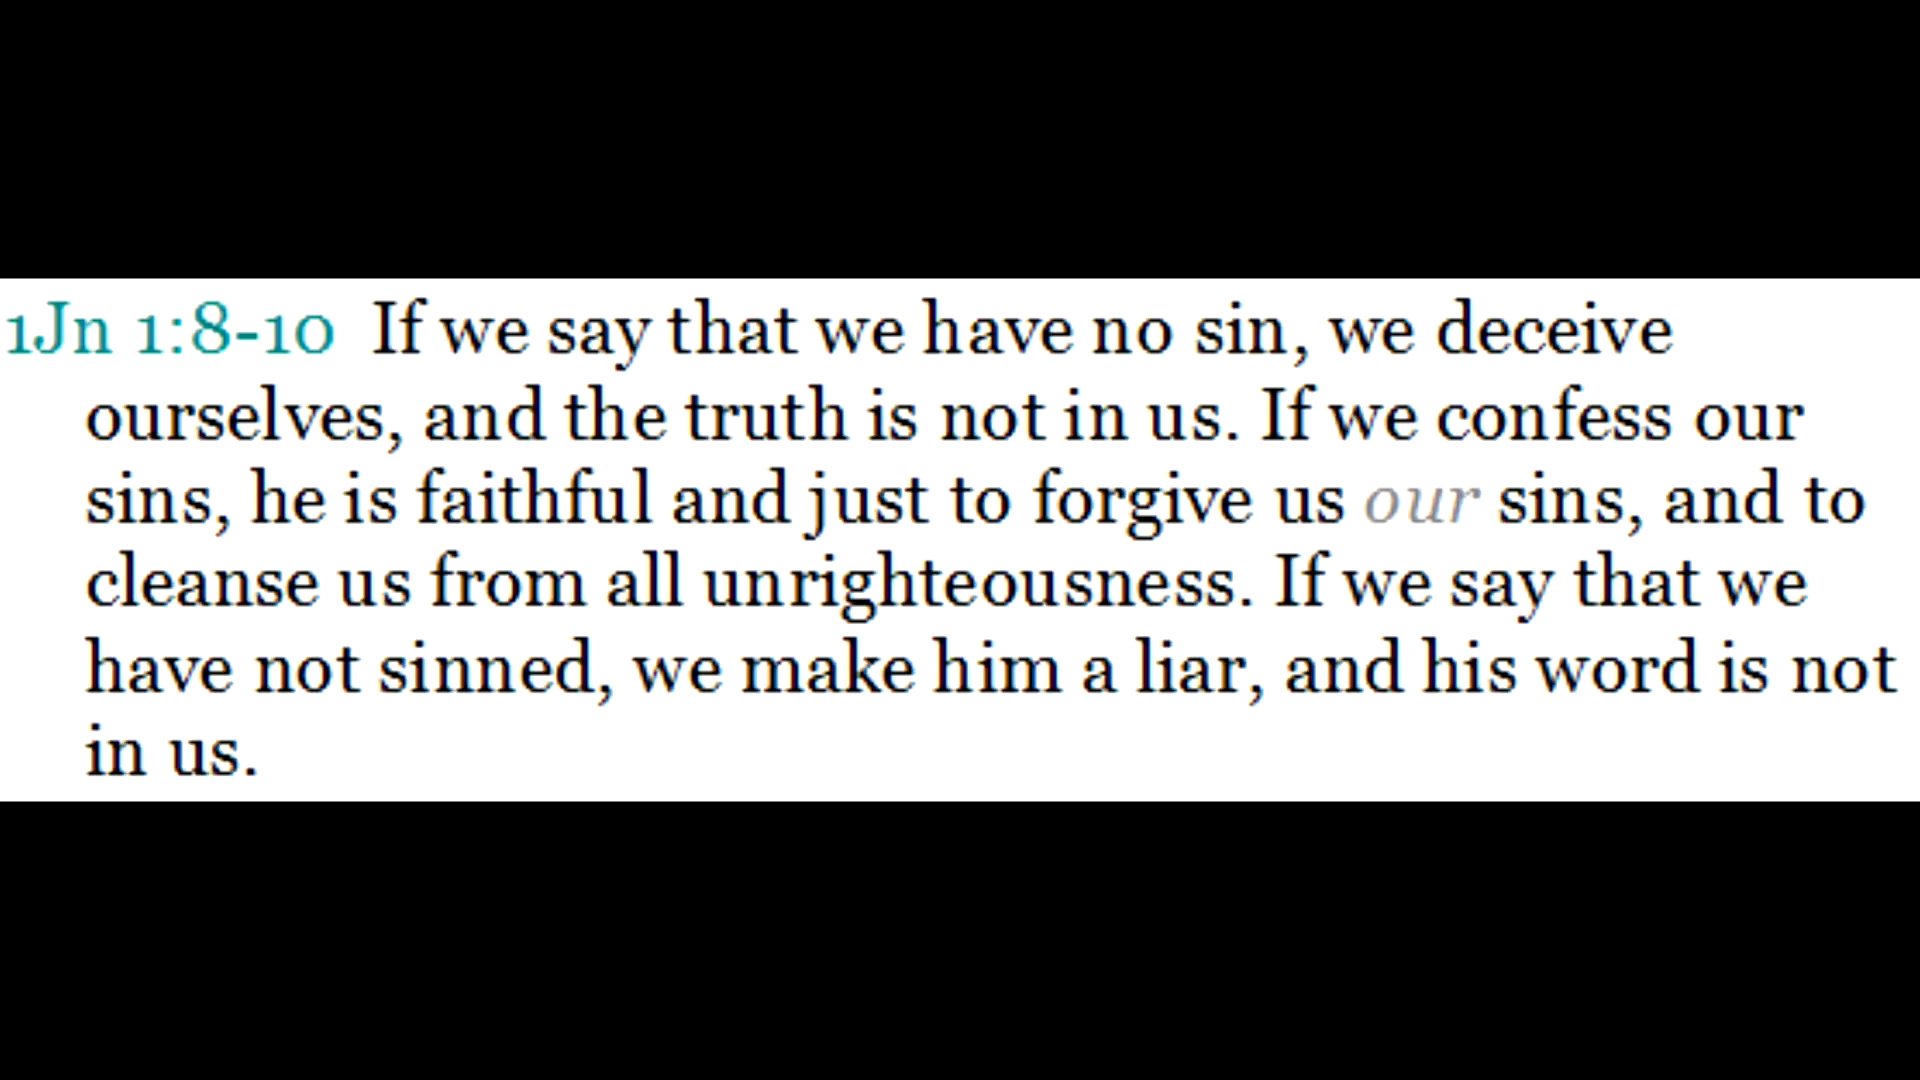 1Jn 1:8-10 If we say that we have no sin, we deceive
ourselves, and the truth is not in us. If we confess our
sins, he is faithful and just to forgive us our sins, and to
cleanse us from all unrighteousness. If we say that we
have not sinned, we make him a liar, and his word is not
in us.